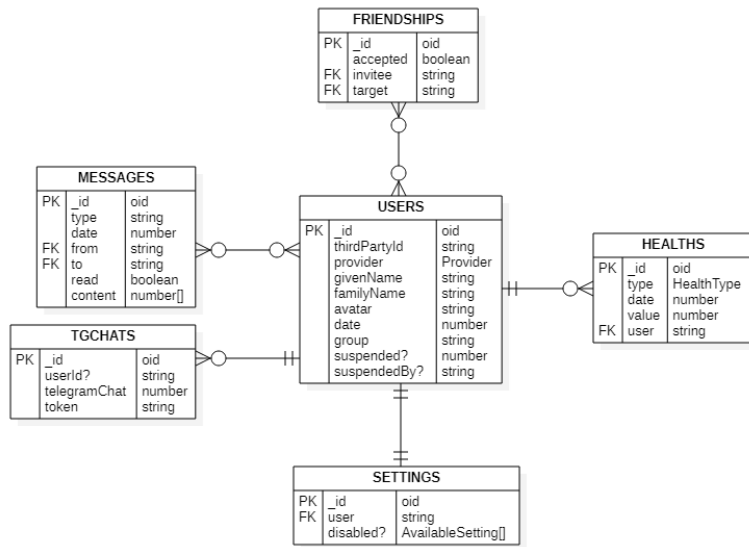 FRIENDSHIPS
PK _id oid
accepted boolean
FK invitee string
FK target string
MESSAGES
PK _id oid
type string
date number
FK from string
FK to string
read boolean
content number[]
USERS
PK _id oid
thirdPartyId string
provider Provider
givenName string
familyName string
avatar string
date number
group string
suspended? number
suspendedBy? string
HEALTHS
PK _id oid
type HealthType
date number
value number
FK user string
TGCHATS
PK _id oid
userId? string
telegramChat number
token string
SETTINGS
PK _id oid
FK user string
disabled? AvailableSetting[]